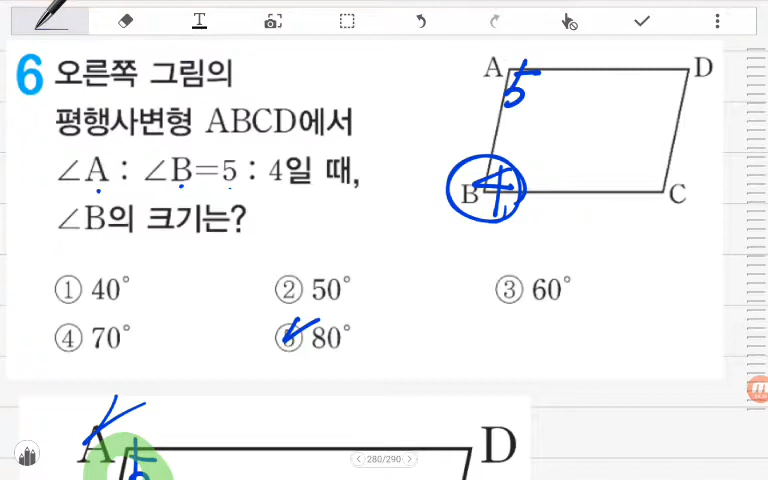 T
6 오른쪽 그림의
평행사변형 ABCD에서
∠A : ∠B=5 : 4일 때,
∠B의 크기는?
A D
5
B 4 C
① 40° ② 50° ③ 60°
④ 70° ⑤ 80°
A D
280/290